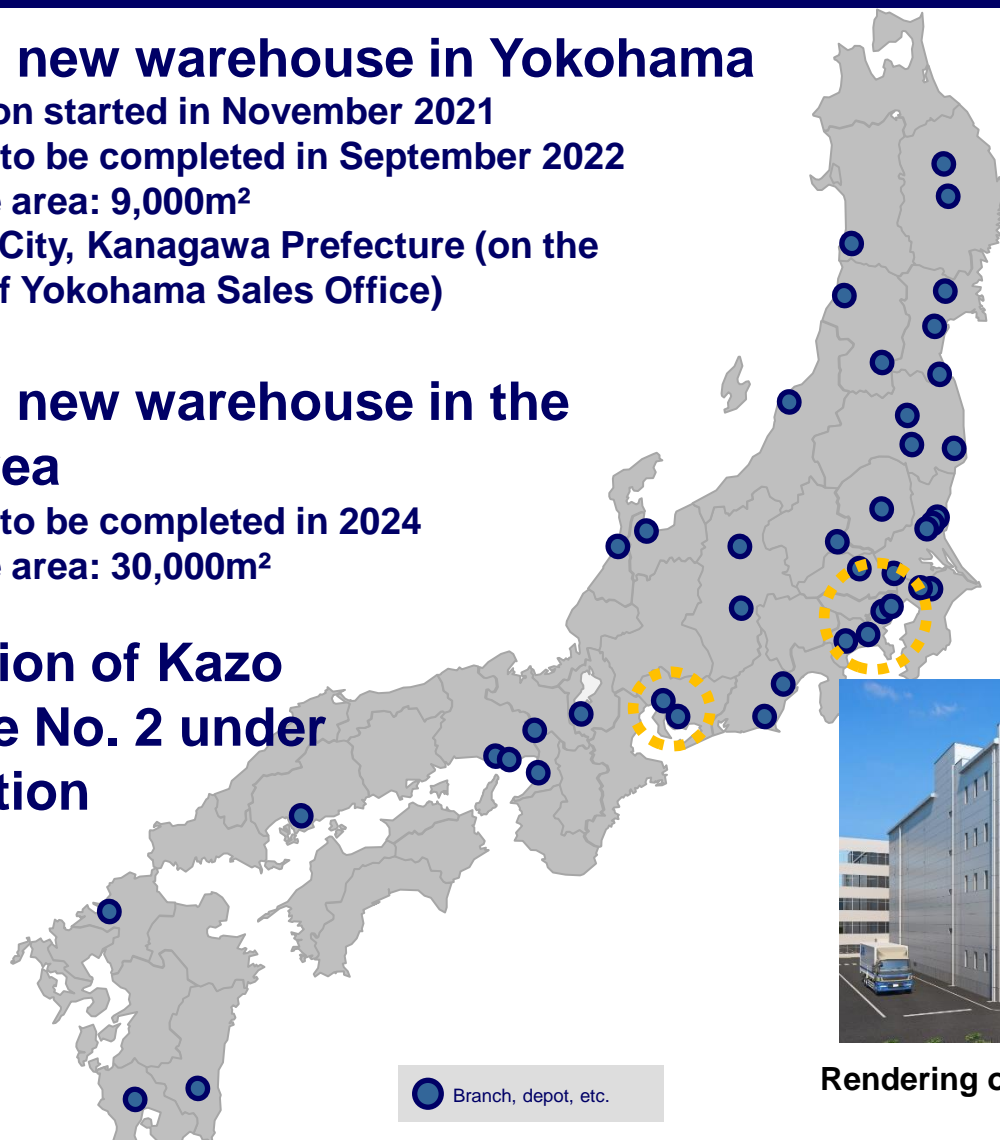 new warehouse in Yokohama
on started in November 2021
to be completed in September 2022
area: 9,000m²
City, Kanagawa Prefecture (on the
f Yokohama Sales Office)
new warehouse in the
ea
to be completed in 2024
area: 30,000m²
ion of Kazo
e No. 2 under
tion
Branch, depot, etc.
Rendering o